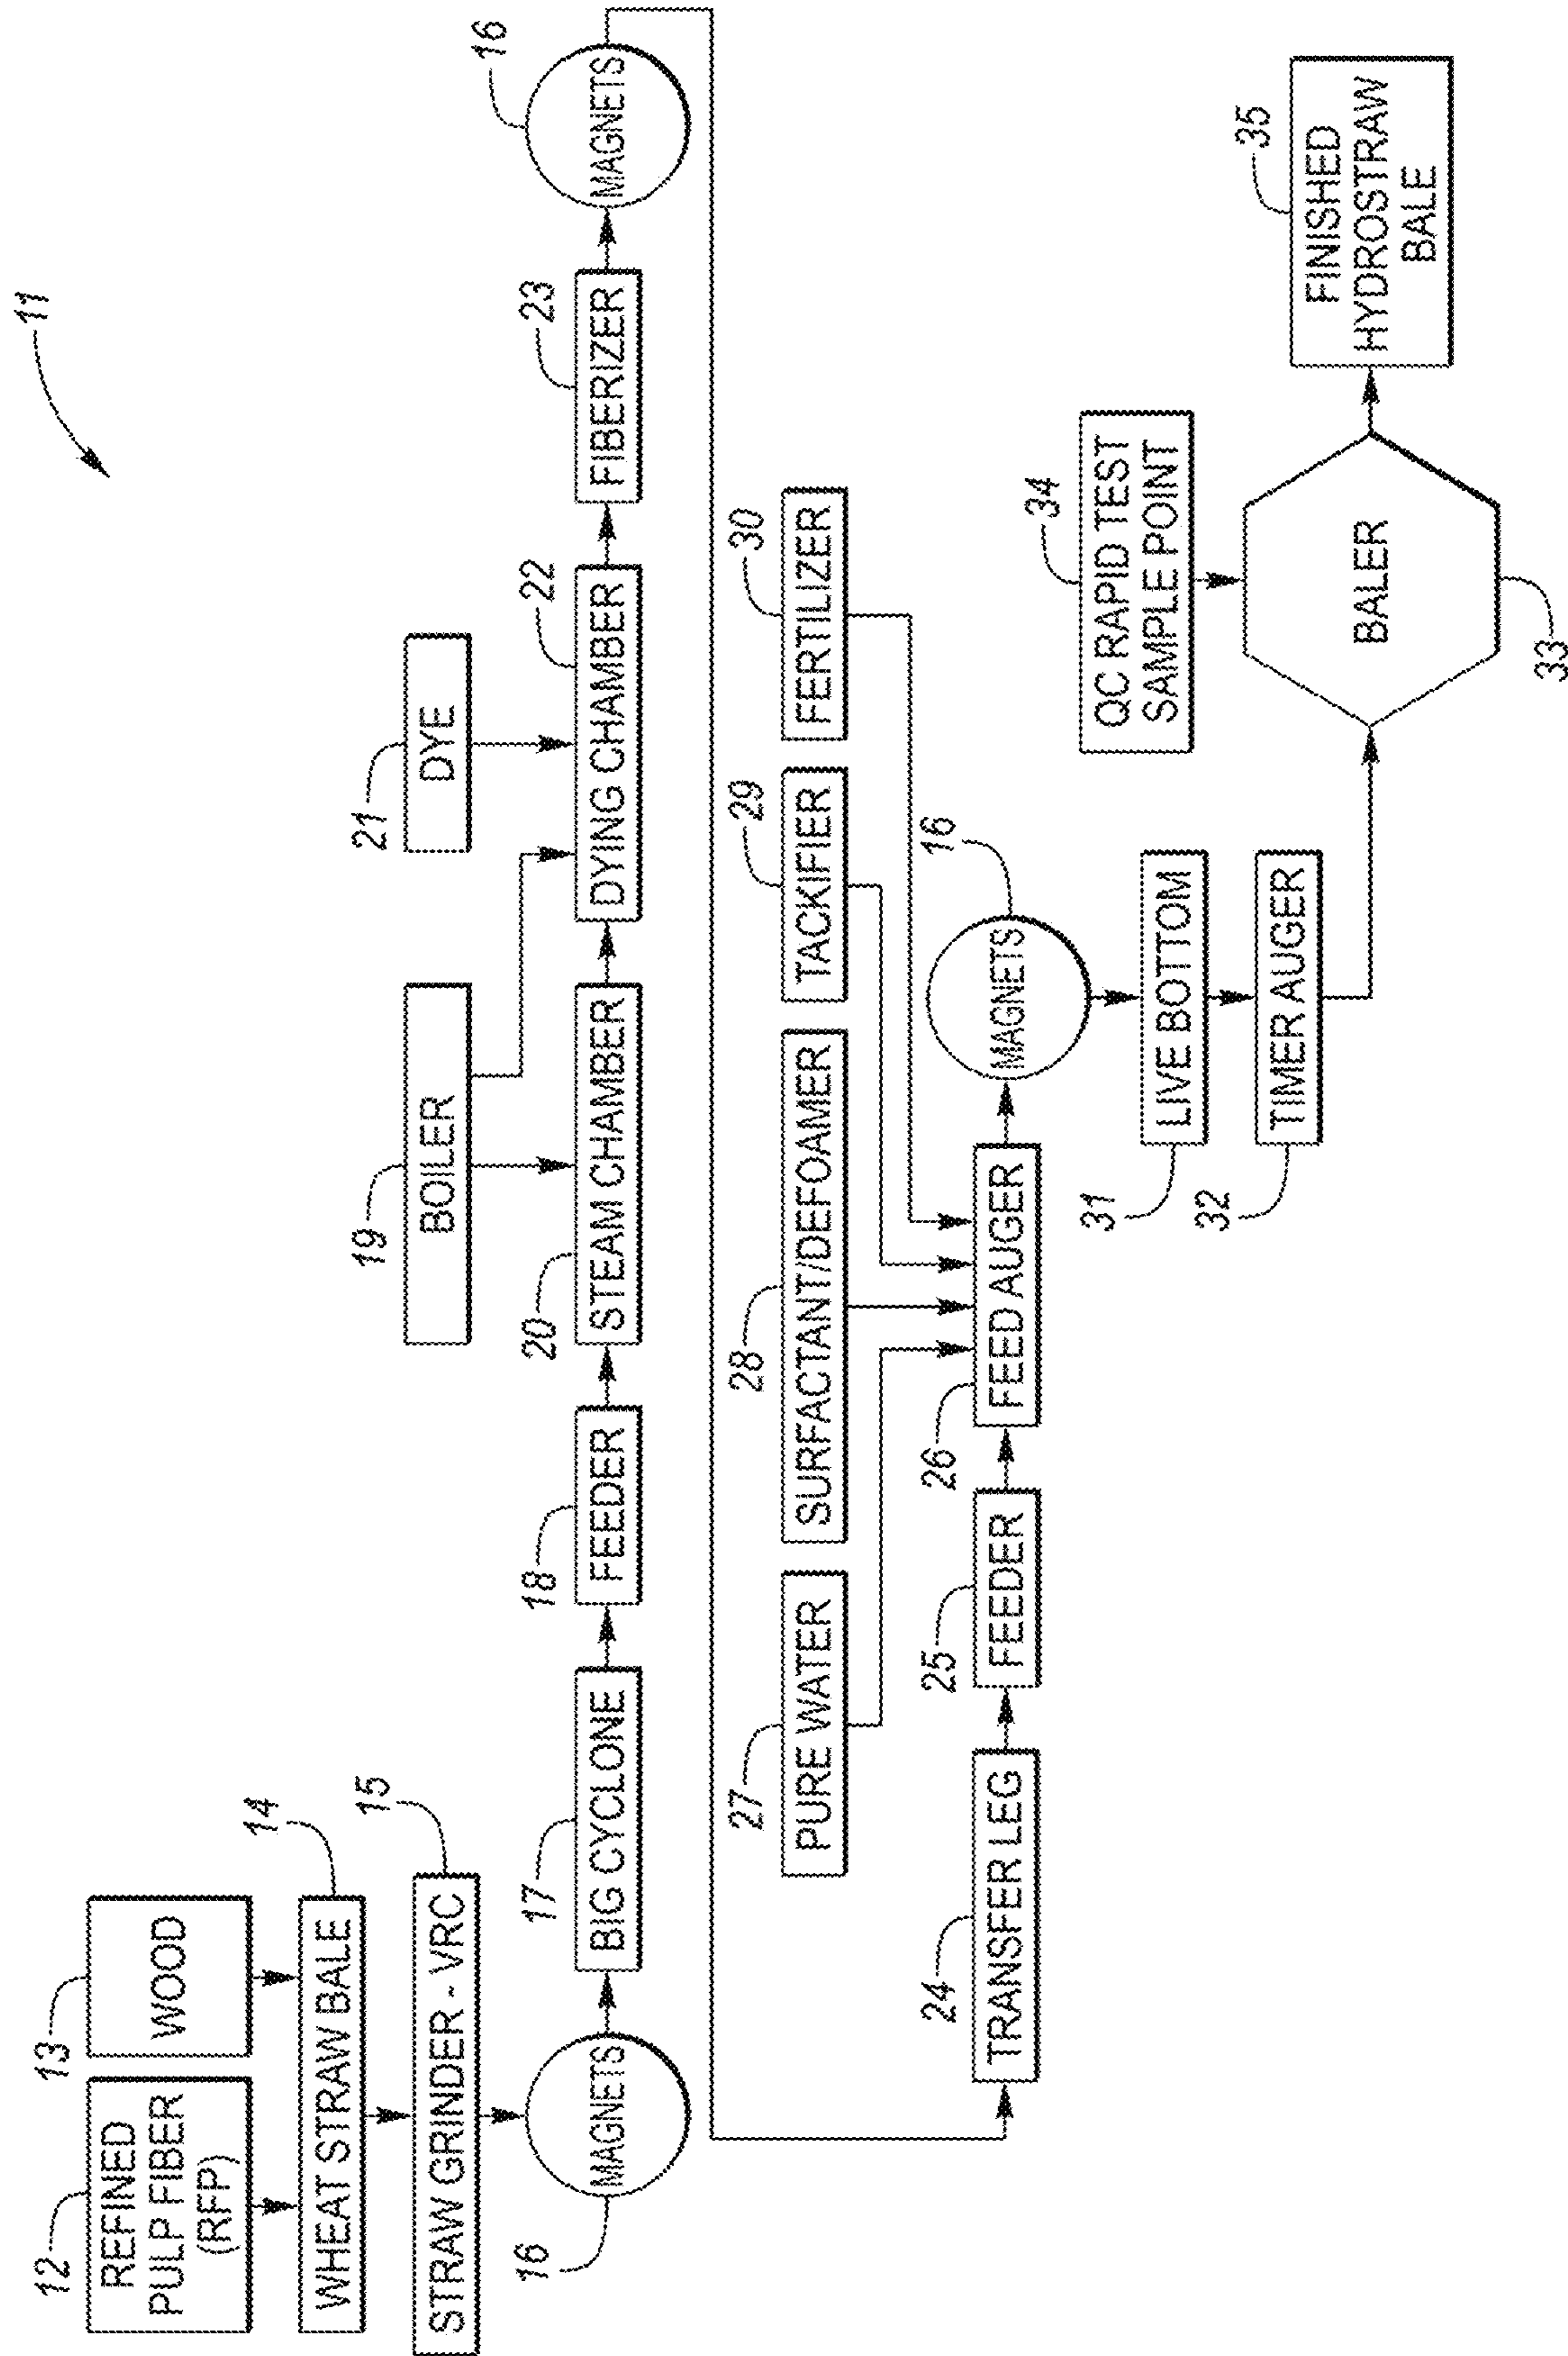 11
12
REFINED
PULP FIBER
(RFP)
13
WOOD
14
WHEAT STRAW BALE
15
STRAW GRINDER - VRC
16
MAGNETS
17
BIG CYCLONE
18
FEEDER
19
BOILER
20
STEAM CHAMBER
21
DYE
22
DYING CHAMBER
23
FIBERIZER
16
MAGNETS
24
TRANSFER LEG
25
FEEDER
26
FEED AUGER
27
PURE WATER
28
SURFACTANT/DEFOAMER
29
TACKIFIER
30
FERTILIZER
16
MAGNETS
31
LIVE BOTTOM
32
TIMER AUGER
33
BALER
34
QC RAPID TEST
SAMPLE POINT
35
FINISHED
HYDROSTRAW
BALE